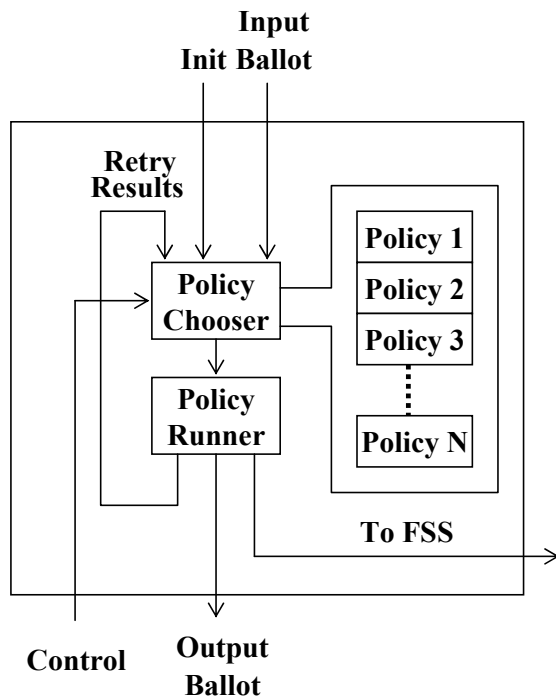 Input
Init Ballot
Retry
Results
Policy 1
Policy
Chooser
Policy 2
Policy 3
Policy
Runner
Policy N
To FSS
Control
Output
Ballot